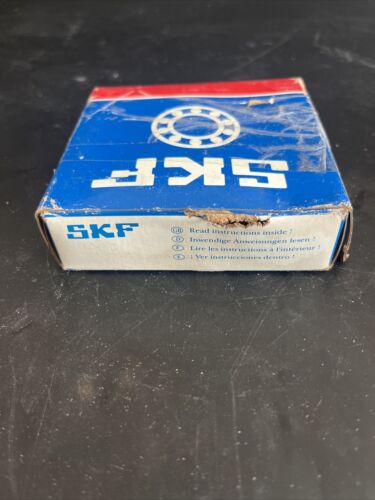 SKF
SKF
GB Read instructions inside !
D Inwendige Anweisungen lesen !
F Lire les instructions à l'intérieur !
E ¡ Ver instrucciones dentro !